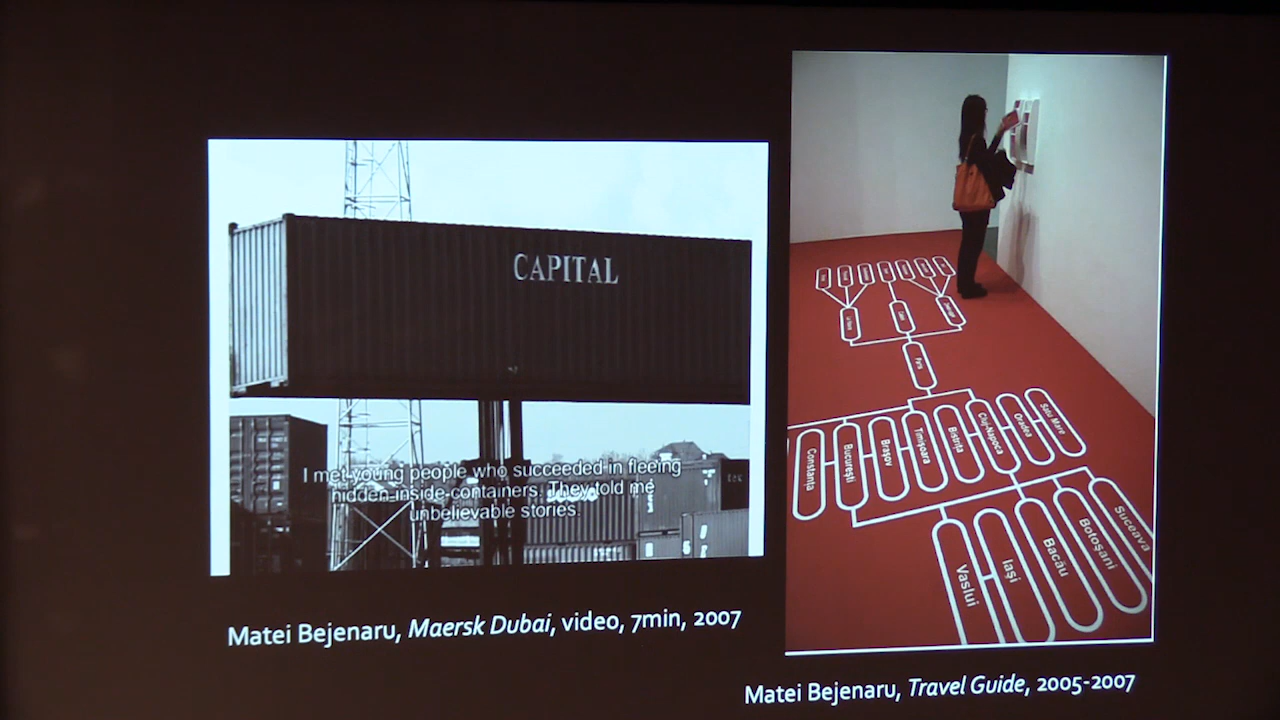 CAPITAL
I met young people who succeeded in fleeing
hidden inside containers. They told me
unbelievable stories.
Matei Bejenaru, Maersk Dubai, video, 7min, 2007
Paris
Constanța
București
Brașov
Timișoara
Bistrița
Cluj-Napoca
Oradea
Satu Mare
Vaslui
Iași
Bacău
Botoșani
Suceava
Matei Bejenaru, Travel Guide, 2005-2007